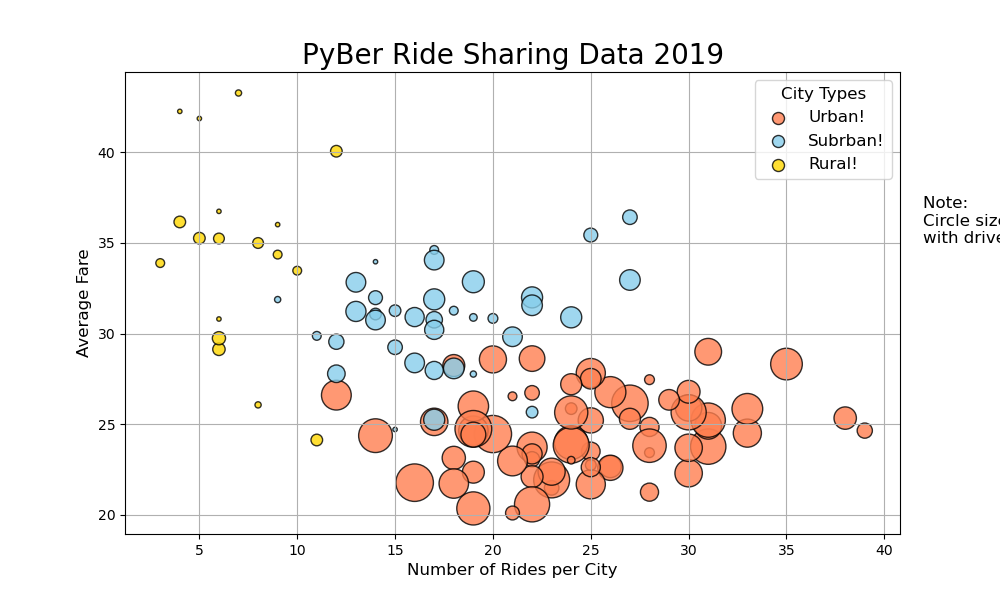 PyBer Ride Sharing Data 2019
City Types
Urban!
Subrban!
Rural!
Note:
Circle size
with drive
Average Fare
40
35
30
25
20
5
10
15
20
25
30
35
40
Number of Rides per City